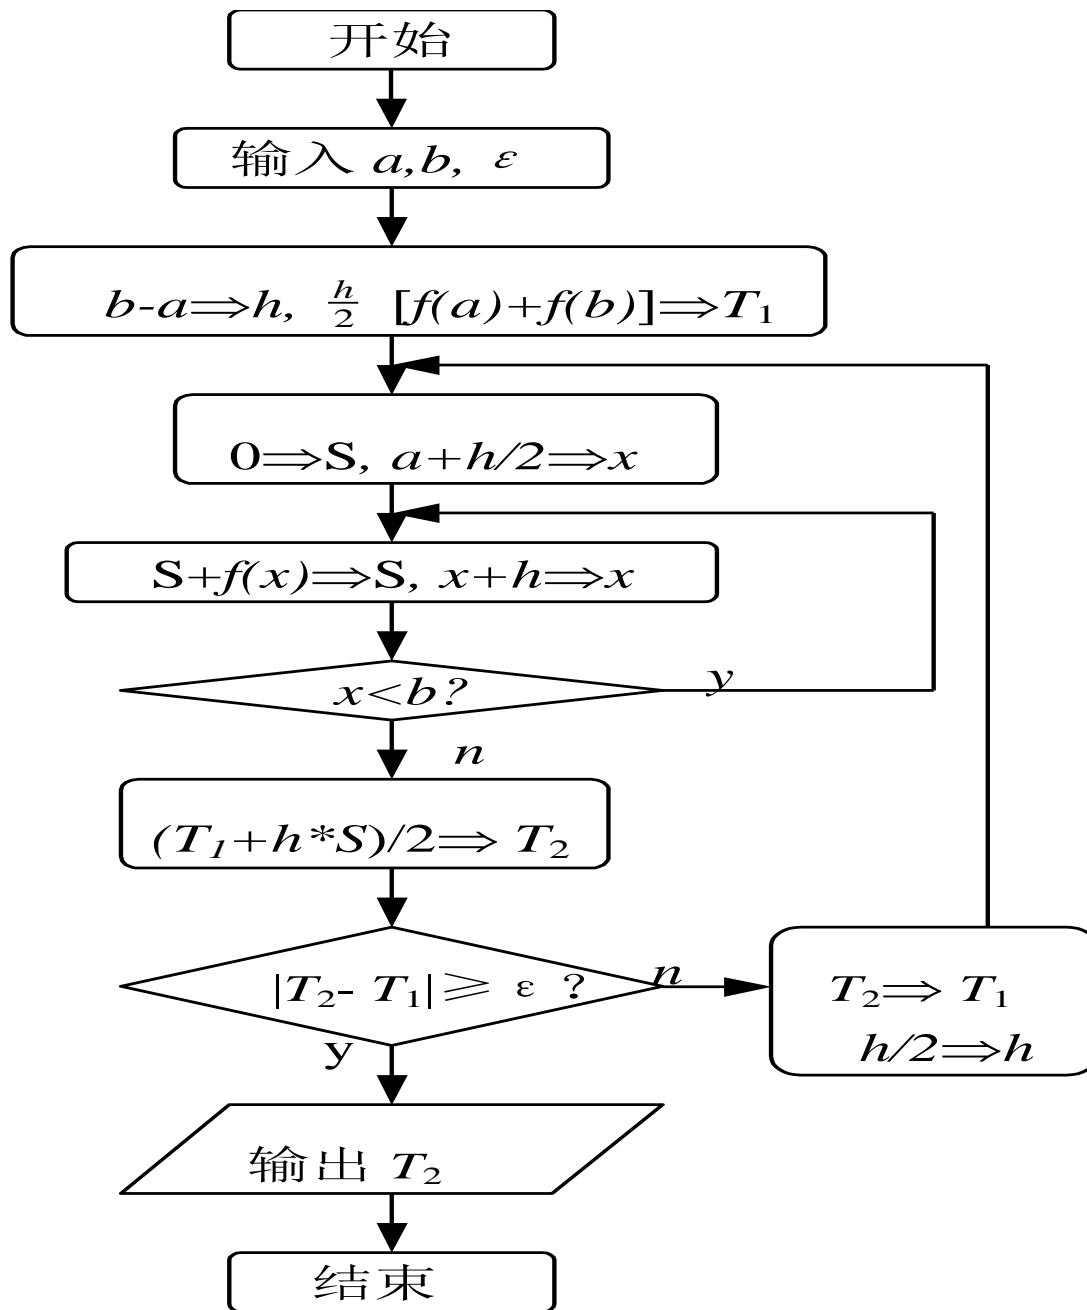 开始
输入 a,b, ε
b-a⇒h, h/2 [f(a)+f(b)]⇒T₁
0⇒S, a+h/2⇒x
S+f(x)⇒S, x+h⇒x
x<b?
y
n
(T₁+h*S)/2⇒ T₂
|T₂- T₁|⩾ ε ?
n
T₂⇒ T₁
h/2⇒h
y
输出 T₂
结束